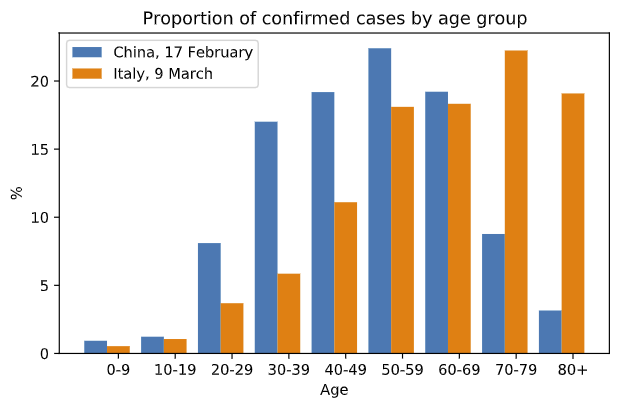 Proportion of confirmed cases by age group
China, 17 February
Italy, 9 March
%
20
15
10
5
0
0-9 10-19 20-29 30-39 40-49 50-59 60-69 70-79 80+
Age